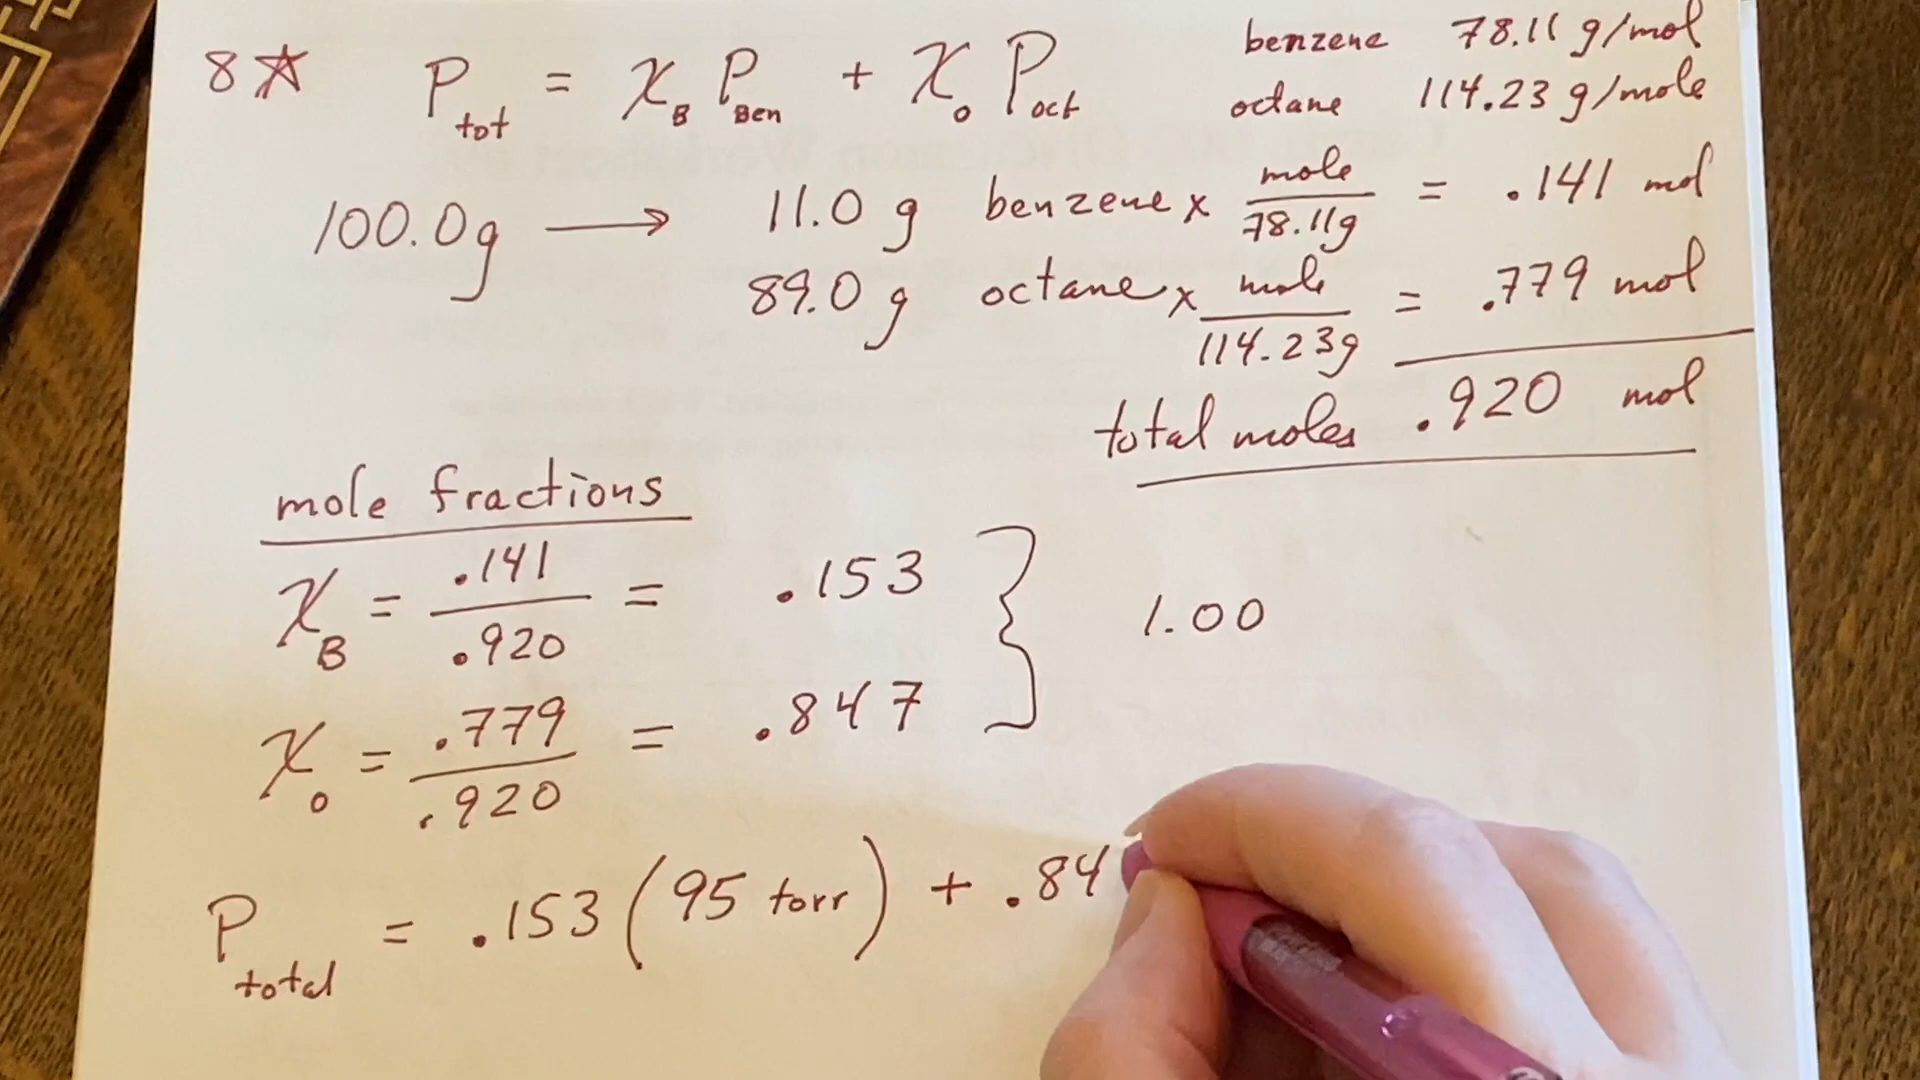 8☆ P_tot = χ_B P_Ben + χ_o P_oct
benzene 78.11 g/mol
octane 114.23 g/mole
100.0g → 11.0 g benzene x mole/78.11g = .141 mol
89.0 g octane x mole/114.23g = .779 mol
total moles .920 mol
mole fractions
χ_B = .141/.920 = .153
χ_o = .779/.920 = .847
} 1.00
P_total = .153 (95 torr) + .84